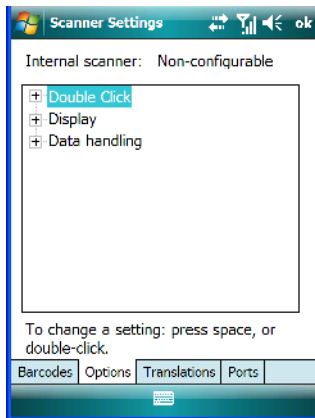 Scanner Settings ok
Internal scanner: Non-configurable
Double Click
Display
Data handling
To change a setting: press space, or
double-click.
Barcodes Options Translations Ports